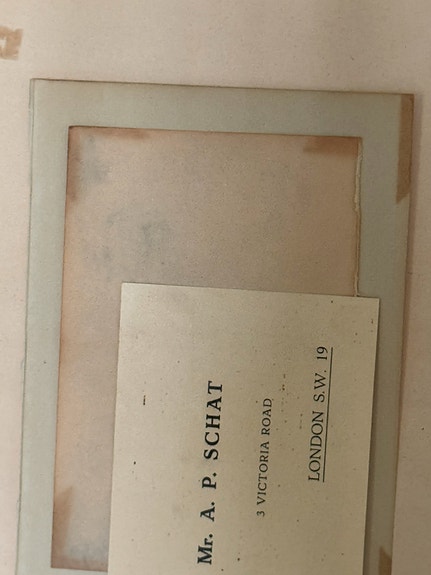 Mr. A. P. SCHAT
3 VICTORIA ROAD
LONDON S.W. 19